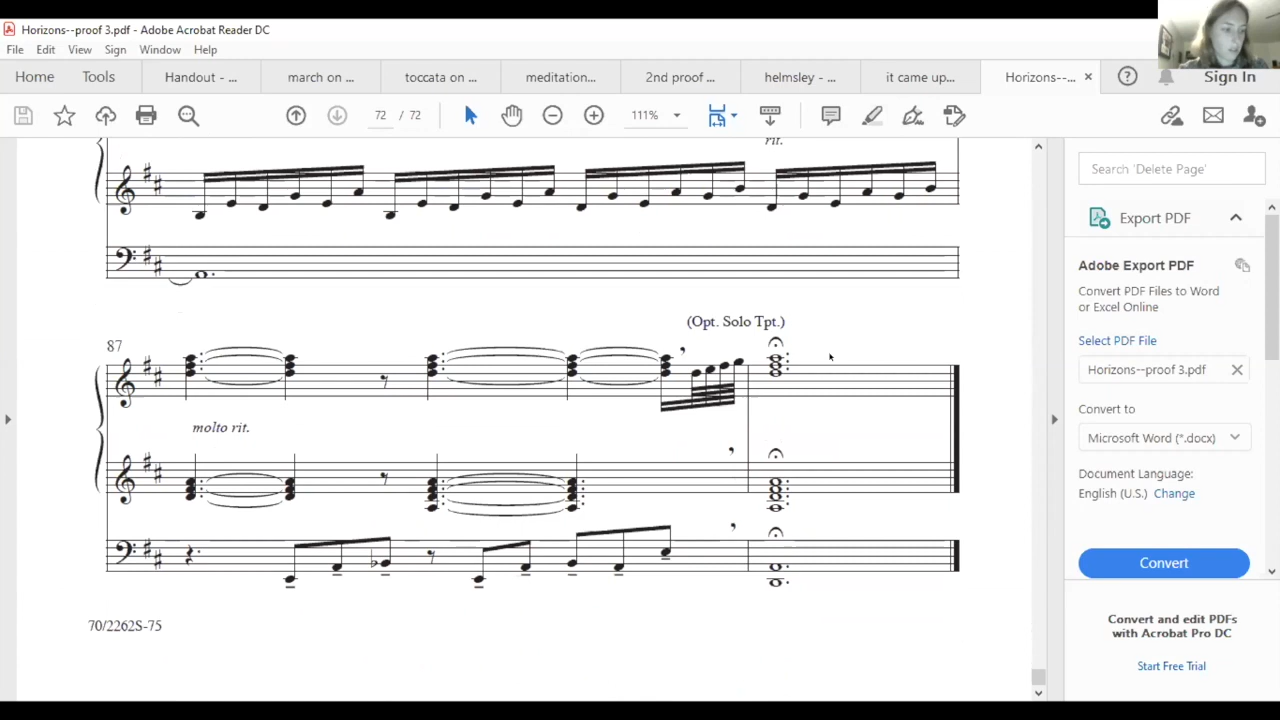 Horizons--proof 3.pdf - Adobe Acrobat Reader DC
File Edit View Sign Window Help
Home Tools Handout - ... march on ... toccata on ... meditation... 2nd proof ... helmsley - ... it came up... Horizons--... Sign In
72 / 72 111%
rit.
(Opt. Solo Tpt.)
87
molto rit.
70/2262S-75
Search 'Delete Page'
Export PDF
Adobe Export PDF
Convert PDF Files to Word
or Excel Online
Select PDF File
Horizons--proof 3.pdf
Convert to
Microsoft Word (*.docx)
Document Language:
English (U.S.) Change
Convert
Convert and edit PDFs
with Acrobat Pro DC
Start Free Trial